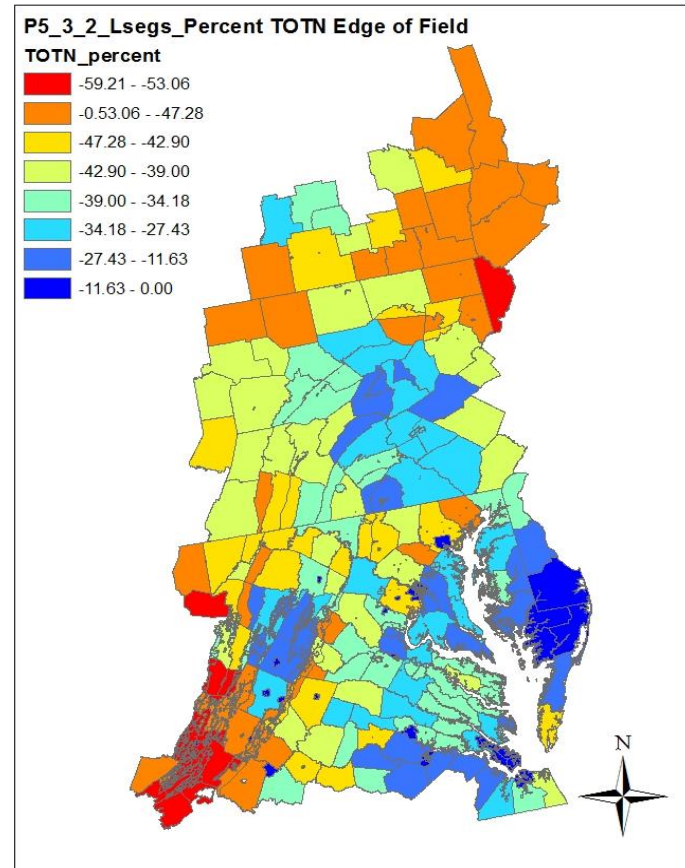 P5_3_2_Lsegs_Percent TOTN Edge of Field
TOTN_percent
-59.21 - -53.06
-0.53.06 - -47.28
-47.28 - -42.90
-42.90 - -39.00
-39.00 - -34.18
-34.18 - -27.43
-27.43 - -11.63
-11.63 - 0.00
N